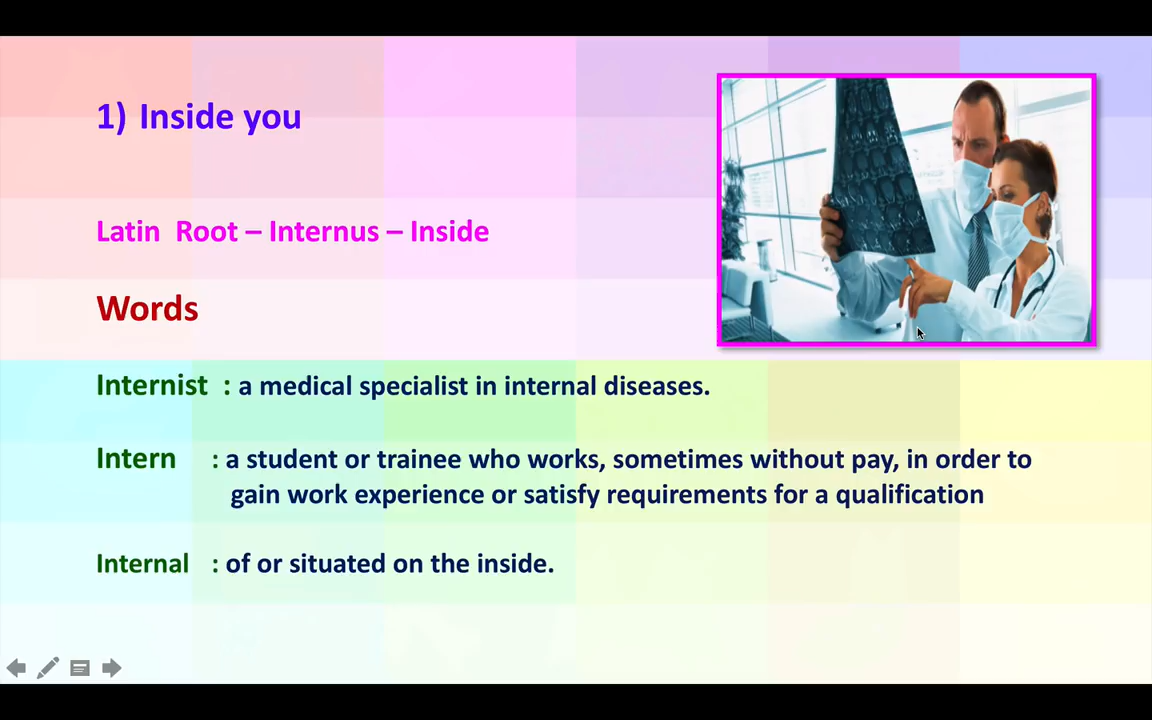 1) Inside you
Latin Root – Internus – Inside
Words
Internist : a medical specialist in internal diseases.
Intern : a student or trainee who works, sometimes without pay, in order to
gain work experience or satisfy requirements for a qualification
Internal : of or situated on the inside.